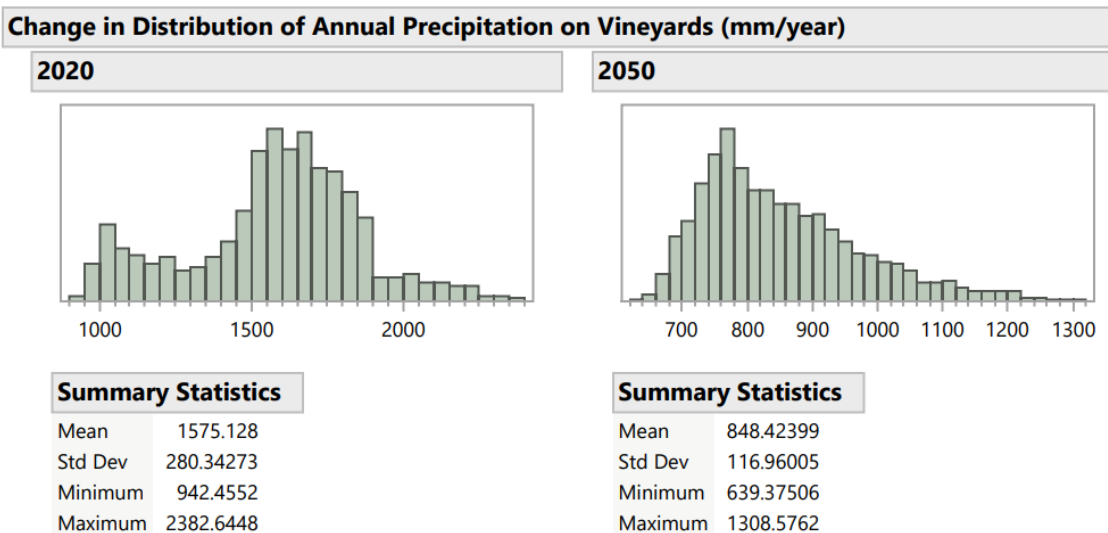 Change in Distribution of Annual Precipitation on Vineyards (mm/year)
2020
1000 1500 2000
Summary Statistics
Mean 1575.128
Std Dev 280.34273
Minimum 942.4552
Maximum 2382.6448
2050
700 800 900 1000 1100 1200 1300
Summary Statistics
Mean 848.42399
Std Dev 116.96005
Minimum 639.37506
Maximum 1308.5762